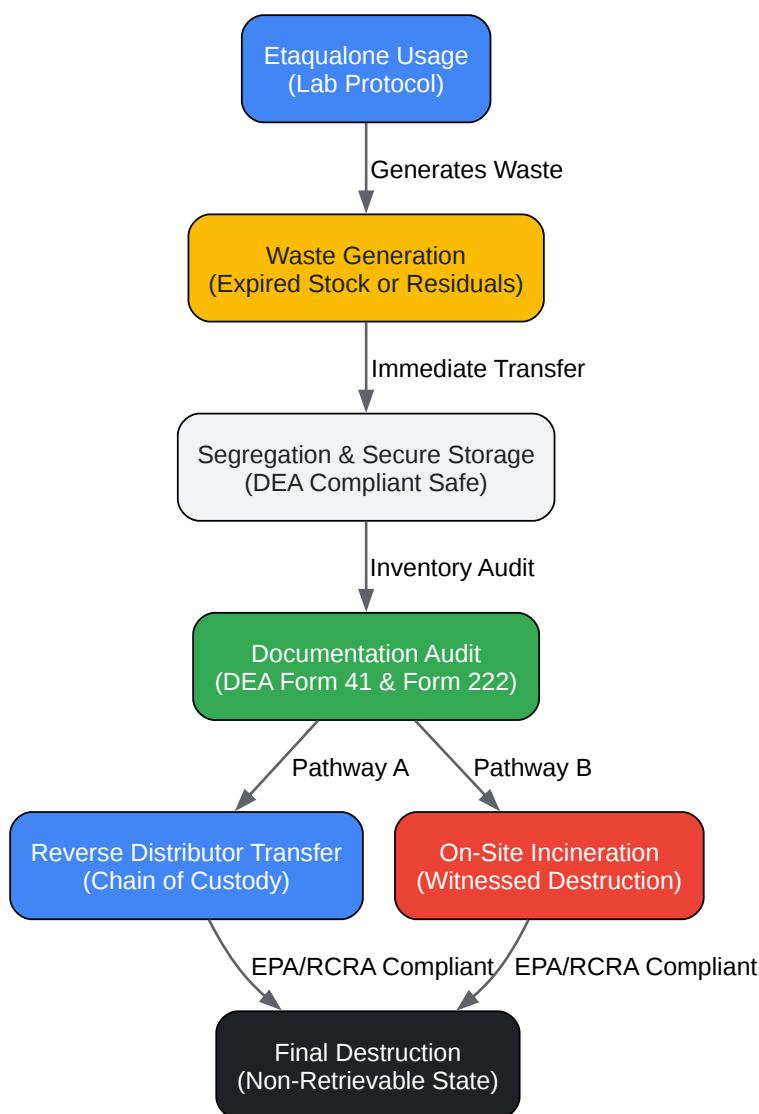 Etaqualone Usage
(Lab Protocol)
Generates Waste
Waste Generation
(Expired Stock or Residuals)
Immediate Transfer
Segregation & Secure Storage
(DEA Compliant Safe)
Inventory Audit
Documentation Audit
(DEA Form 41 & Form 222)
Pathway A
Pathway B
Reverse Distributor Transfer
(Chain of Custody)
On-Site Incineration
(Witnessed Destruction)
EPA/RCRA Compliant
EPA/RCRA Compliant
Final Destruction
(Non-Retrievable State)